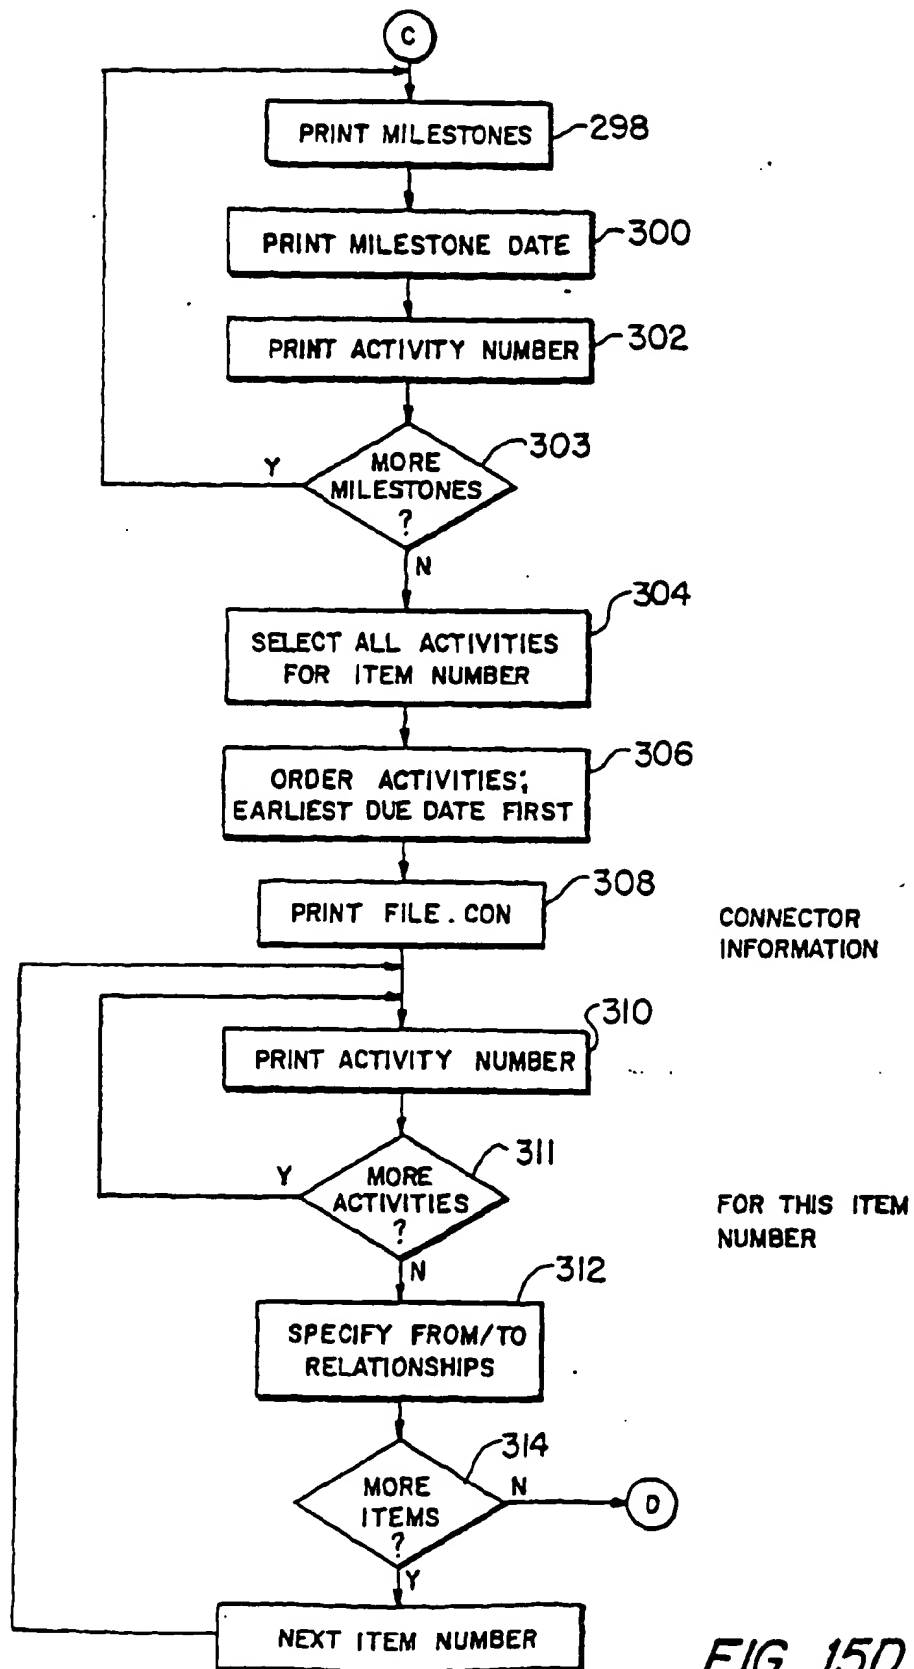 C
PRINT MILESTONES
298
PRINT MILESTONE DATE
300
PRINT ACTIVITY NUMBER
302
MORE
MILESTONES
?
303
Y
N
SELECT ALL ACTIVITIES
FOR ITEM NUMBER
304
ORDER ACTIVITIES;
EARLIEST DUE DATE FIRST
306
PRINT FILE.CON
308
CONNECTOR
INFORMATION
PRINT ACTIVITY NUMBER
310
MORE
ACTIVITIES
?
311
Y
N
FOR THIS ITEM
NUMBER
SPECIFY FROM/TO
RELATIONSHIPS
312
MORE
ITEMS
?
314
N
D
Y
NEXT ITEM NUMBER
FIG. 15D